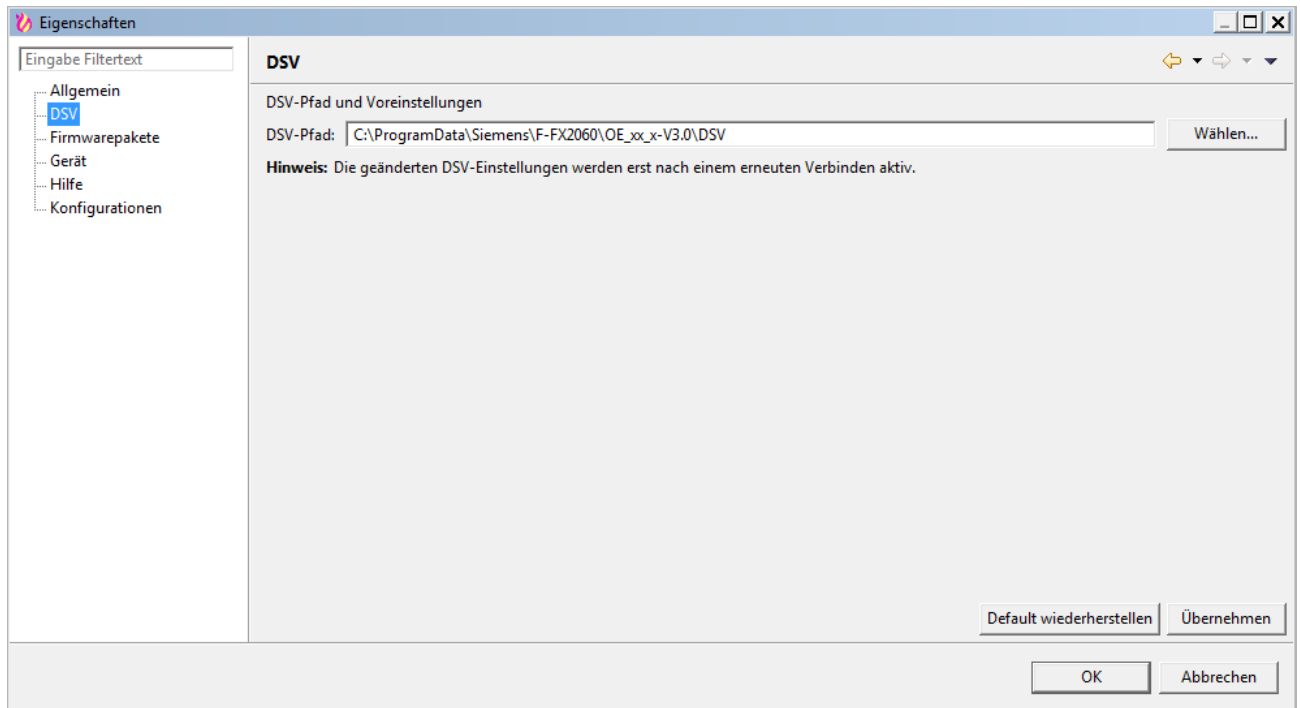 Eigenschaften
Eingabe Filtertext
Allgemein
DSV
Firmwarepakete
Gerät
Hilfe
Konfigurationen
DSV
DSV-Pfad und Voreinstellungen
DSV-Pfad: C:\ProgramData\Siemens\F-FX2060\OE_xx_x-V3.0\DSV Wählen...
Hinweis: Die geänderten DSV-Einstellungen werden erst nach einem erneuten Verbinden aktiv.
Default wiederherstellen Übernehmen
OK Abbrechen